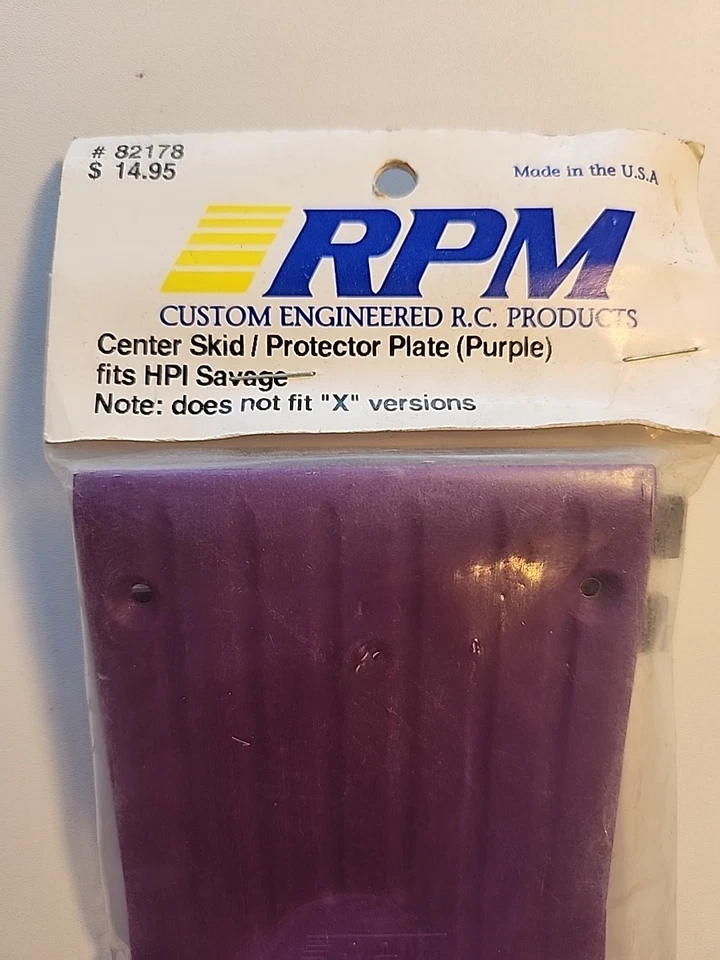 # 82178
$ 14.95
Made in the U.S.A
RPM
CUSTOM ENGINEERED R.C. PRODUCTS
Center Skid / Protector Plate (Purple)
fits HPI Savage
Note: does not fit "X" versions